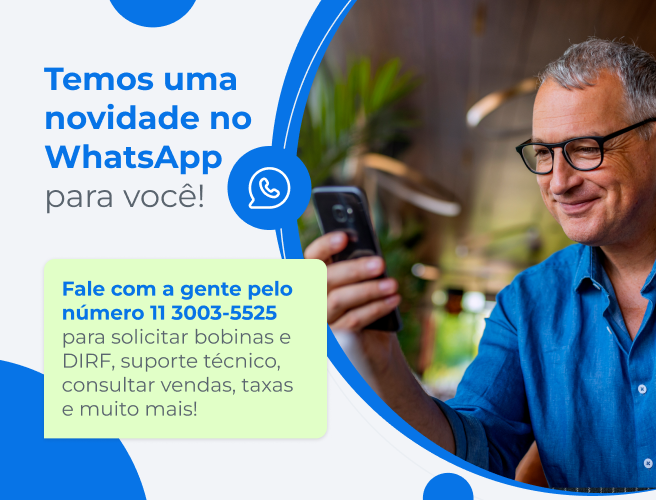 Temos uma
novidade no
WhatsApp
para você!
Fale com a gente pelo
número 11 3003-5525
para solicitar bobinas e
DIRF, suporte técnico,
consultar vendas, taxas
e muito mais!